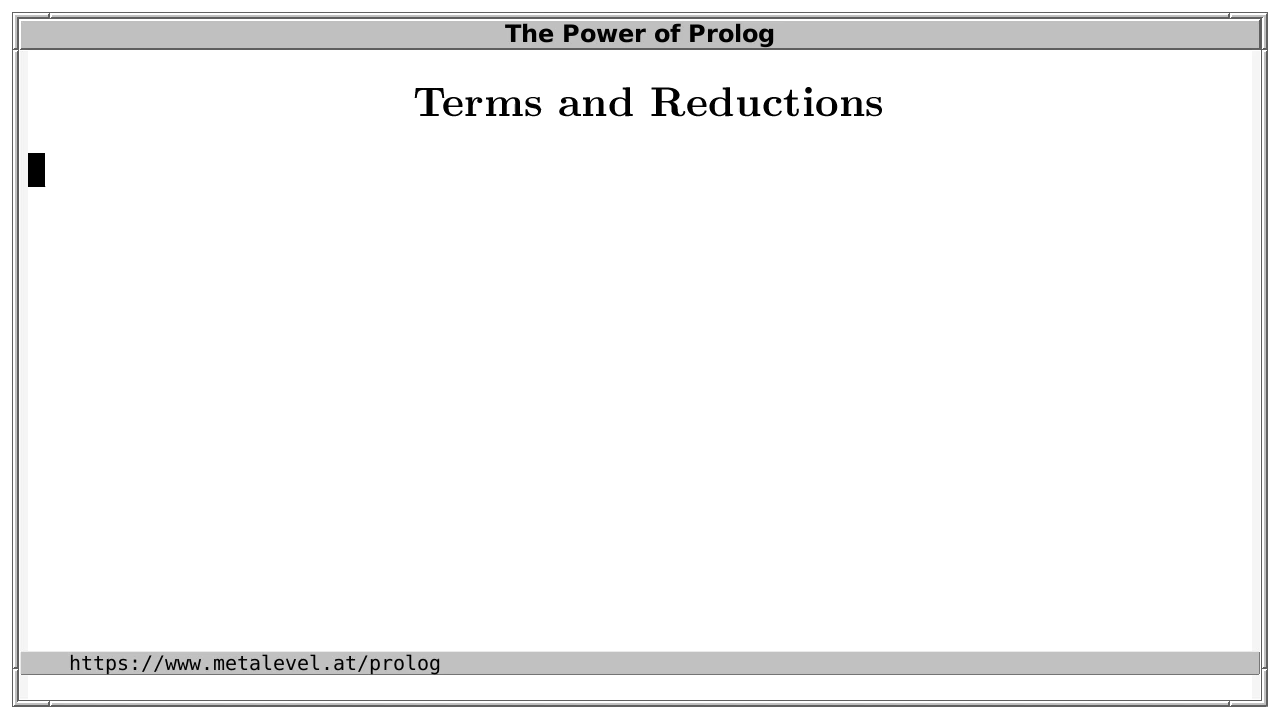 The Power of Prolog
Terms and Reductions
https://www.metalevel.at/prolog